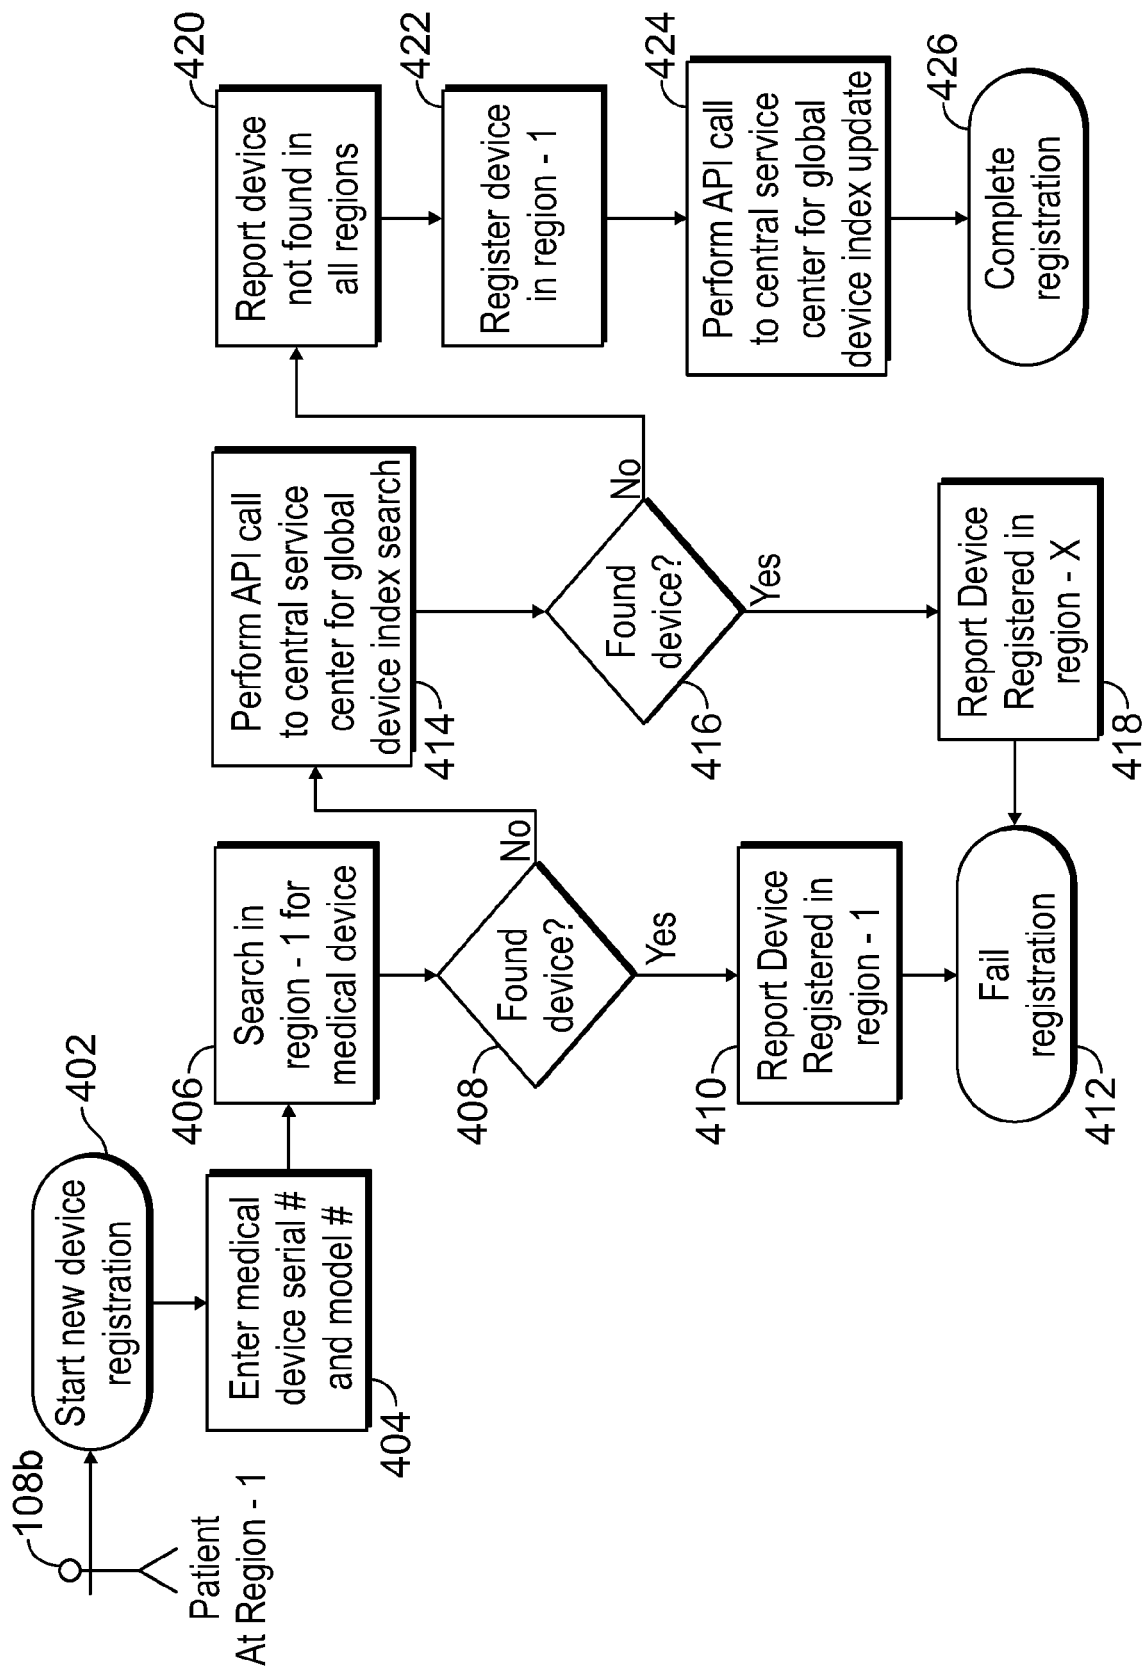 108b
Patient
At Region - 1
402
Start new device
registration
404
Enter medical
device serial #
and model #
406
Search in
region - 1 for
medical device
408
Found
device?
No
Yes
410
Report Device
Registered in
region - 1
412
Fail
registration
414
Perform API call
to central service
center for global
device index search
416
Found
device?
No
Yes
418
Report Device
Registered in
region - X
420
Report device
not found in
all regions
422
Register device
in region - 1
424
Perform API call
to central service
center for global
device index update
426
Complete
registration